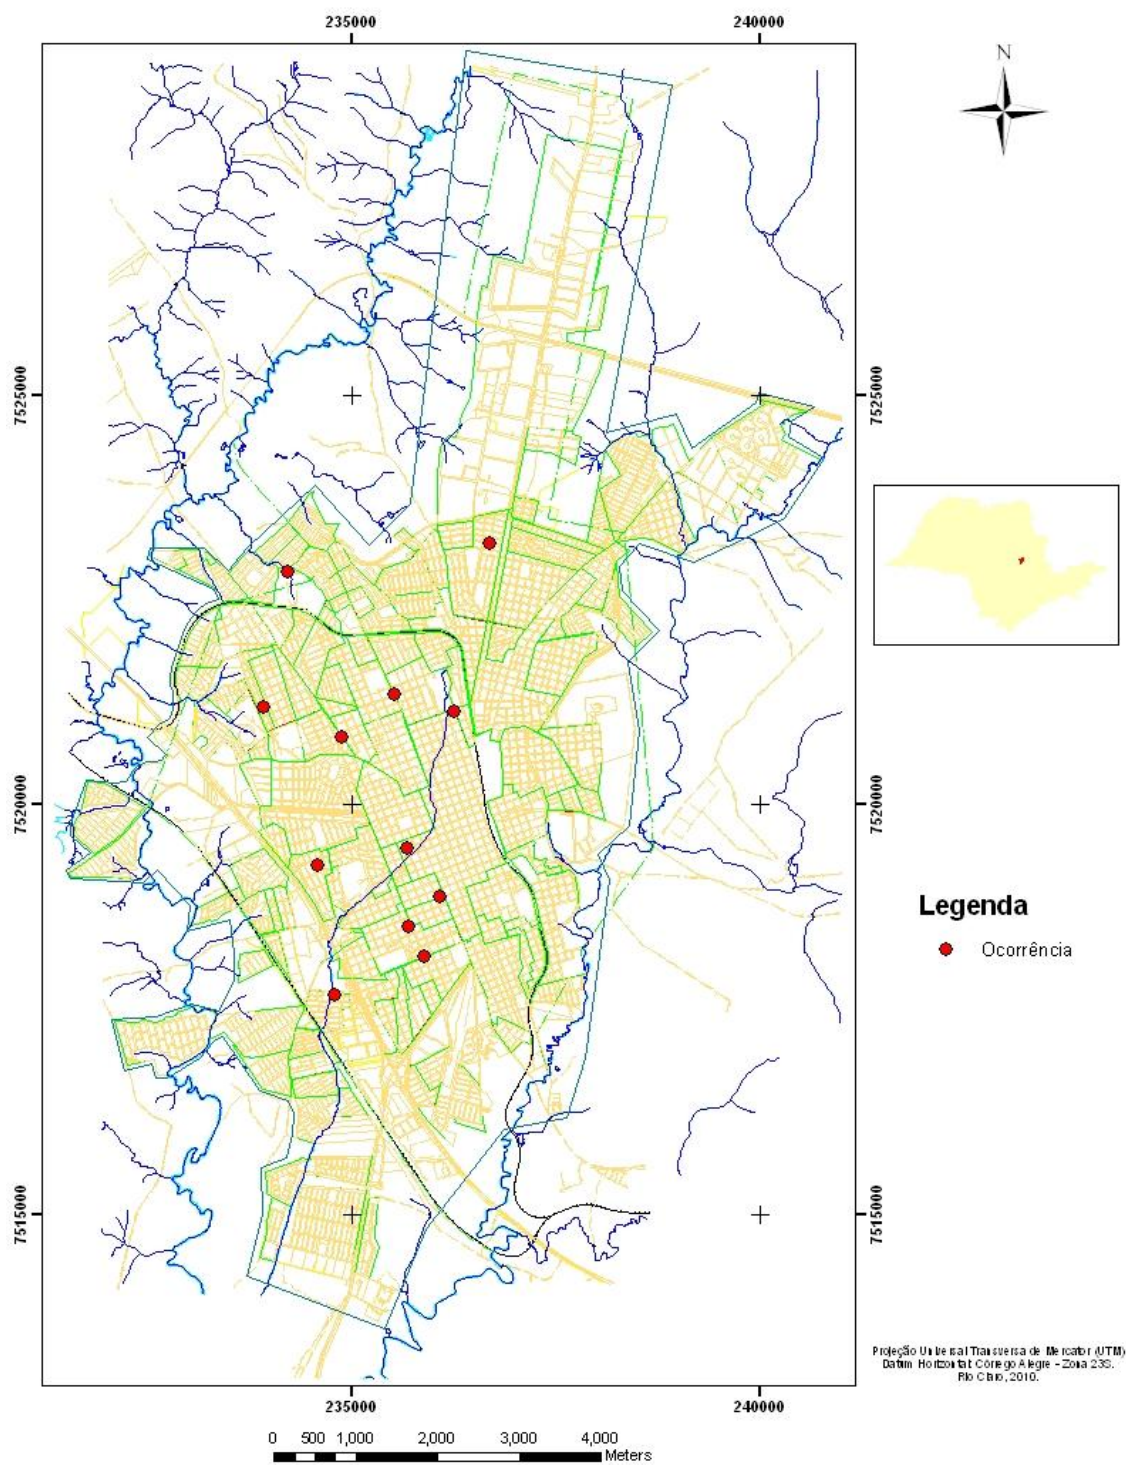 235000 240000
N
7525000 7525000
7520000 7520000
Legenda
Ocorrência
7515000 7515000
Projeção Universal Transversa de Mercator (UTM)
Datum Horizontal: Córrego Alegre - Zona 23S.
Rio Claro, 2010.
235000 240000
0 500 1,000 2,000 3,000 4,000
Meters